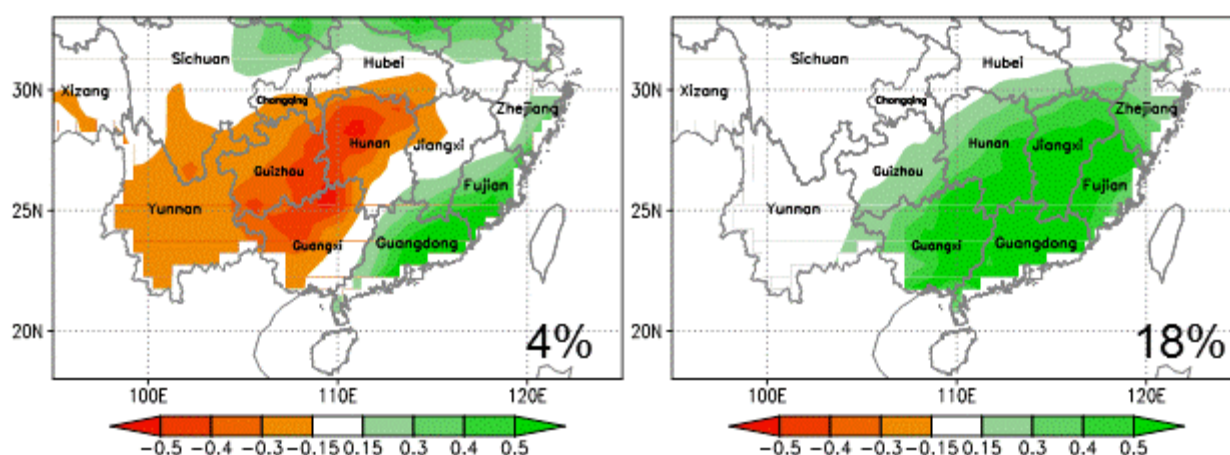 Sichuan
Hubei
30N
Xizang
Chongqing
Zhejiang
Hunan
Jiangxi
Guizhou
Fujian
Yunnan
25N
Guangxi
Guangdong
20N
4%
100E 110E 120E
-0.5 -0.4 -0.3 -0.15 0.15 0.3 0.4 0.5
Sichuan
Hubei
30N
Xizang
Chongqing
Zhejiang
Hunan
Jiangxi
Guizhou
Fujian
Yunnan
25N
Guangxi
Guangdong
20N
18%
100E 110E 120E
-0.5 -0.4 -0.3 -0.15 0.15 0.3 0.4 0.5